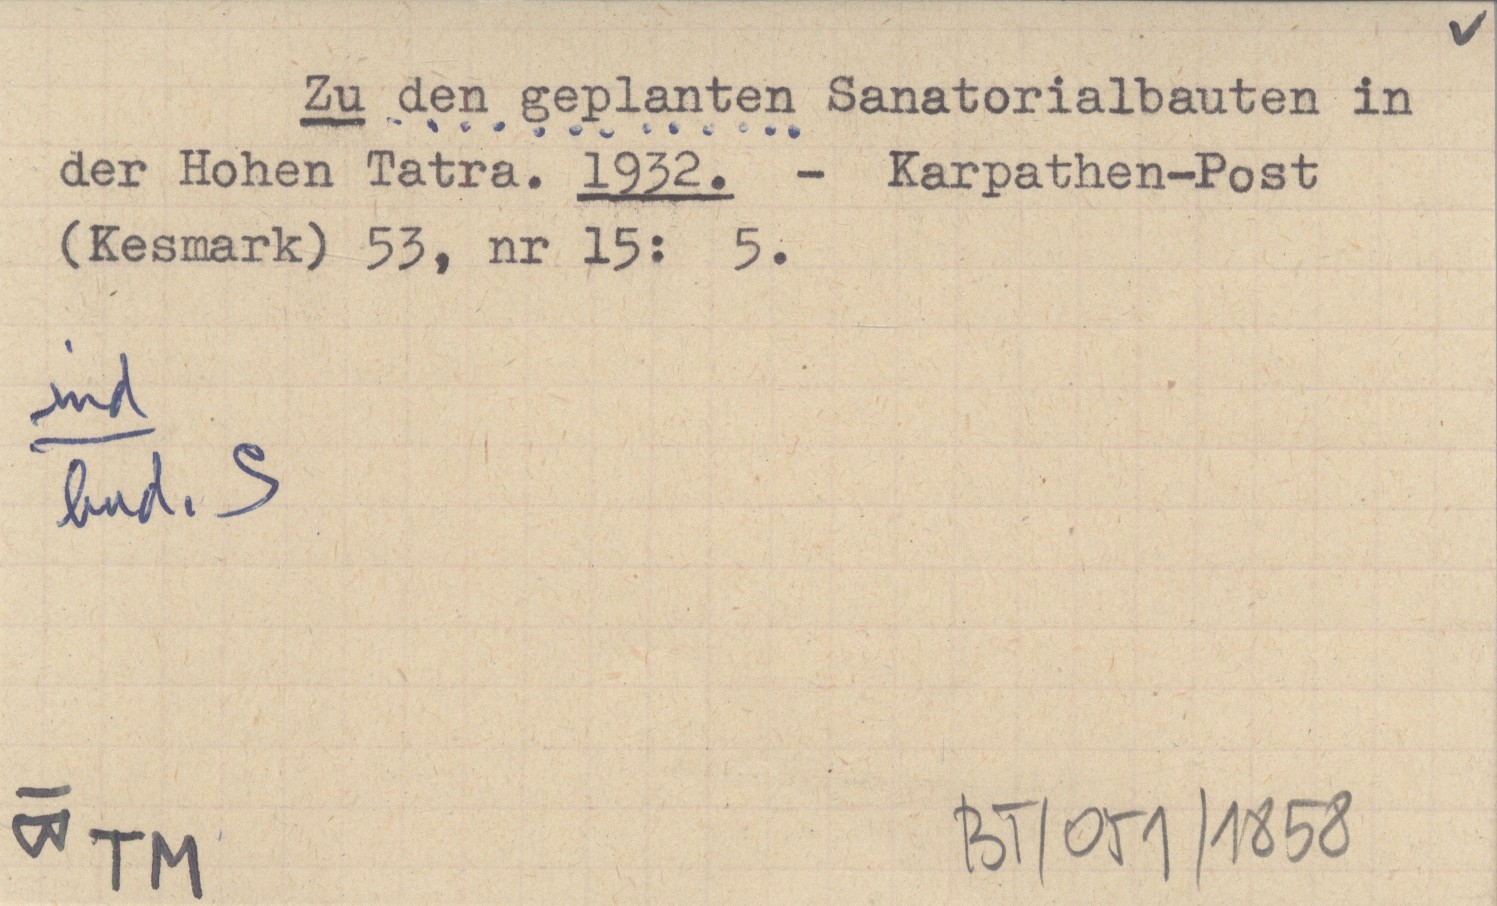 ✓
Zu den geplanten Sanatorialbauten in
der Hohen Tatra. 1932. - Karpathen-Post
(Kesmark) 53, nr 15: 5.
ind
bud. S
TM
BT/051/1858